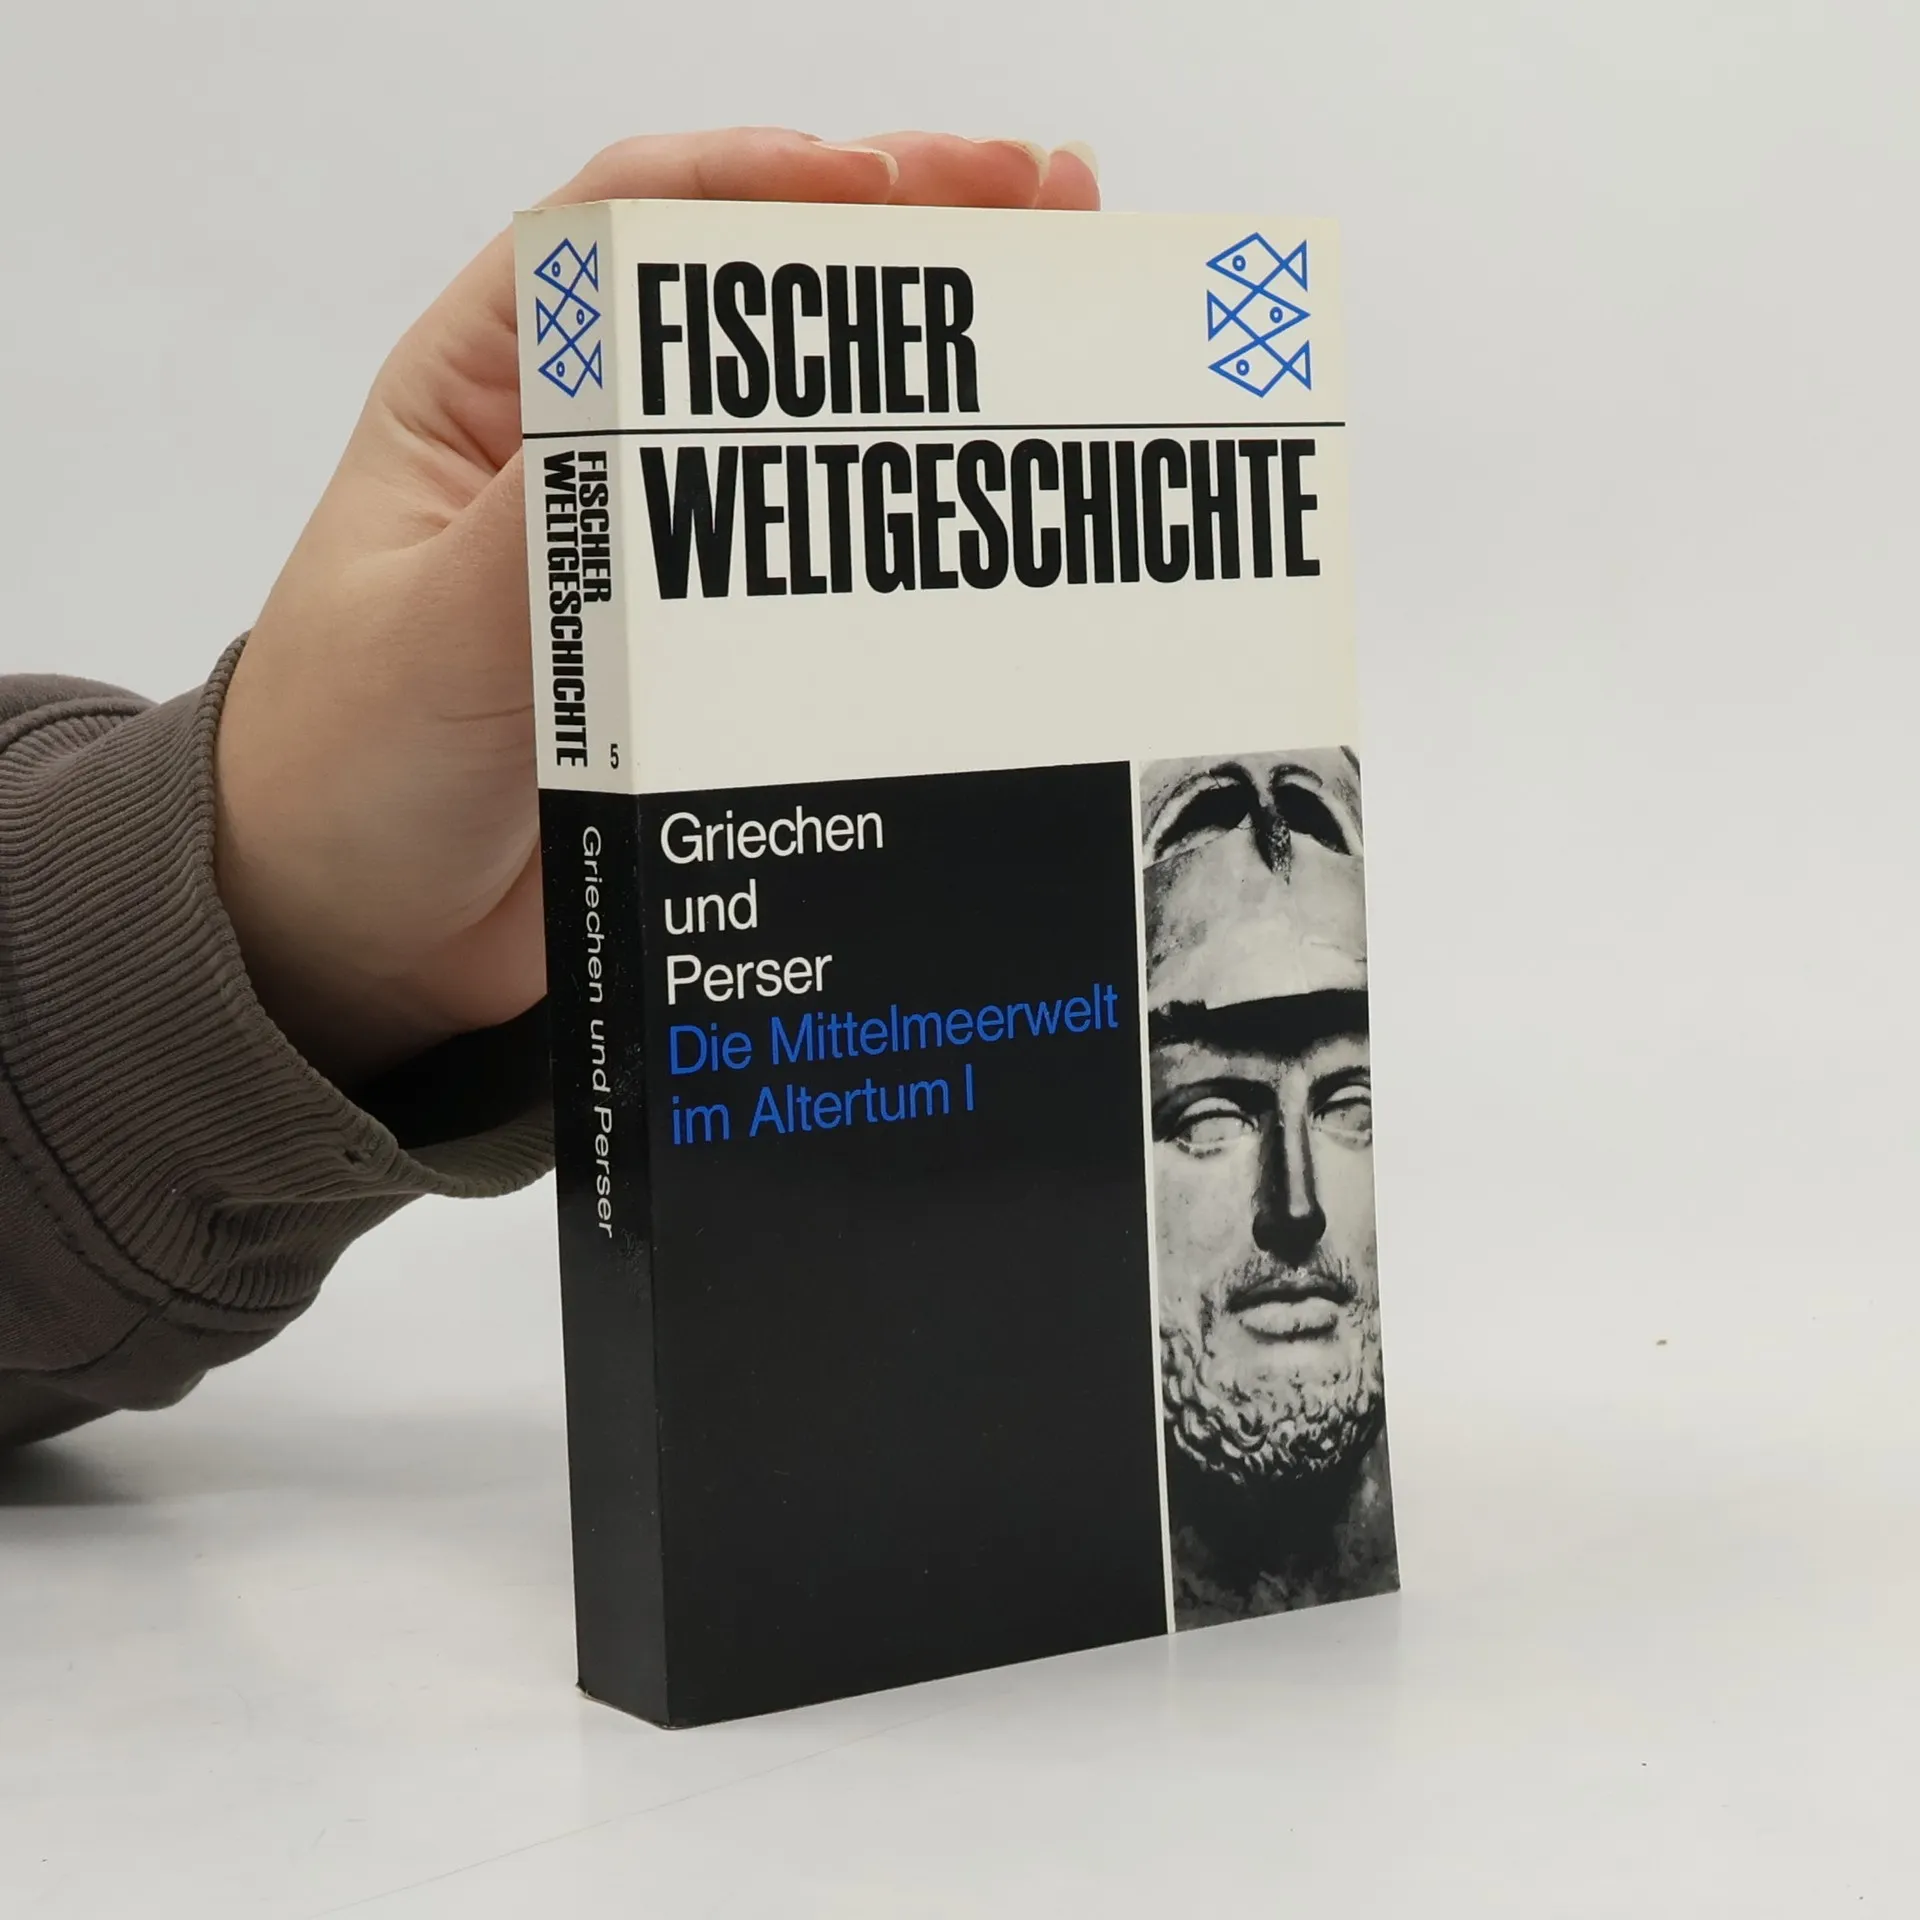 FISCHER
WELTGESCHICHTE
Griechen
und
Perser
Die Mittelmeerwelt
im Altertum I
FISCHER
WELTGESCHICHTE
5
Griechen und Perser